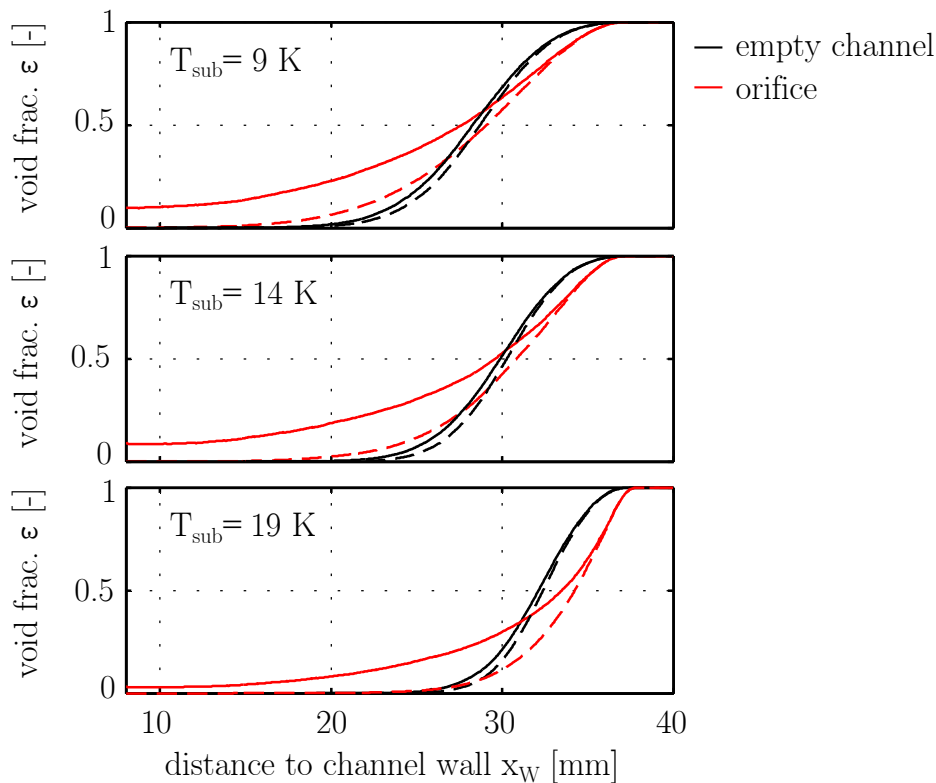 1
T_sub= 9 K
void frac. ε [-]
0.5
0
empty channel
orifice
1
T_sub= 14 K
void frac. ε [-]
0.5
0
1
T_sub= 19 K
void frac. ε [-]
0.5
0
10 20 30 40
distance to channel wall x_W [mm]